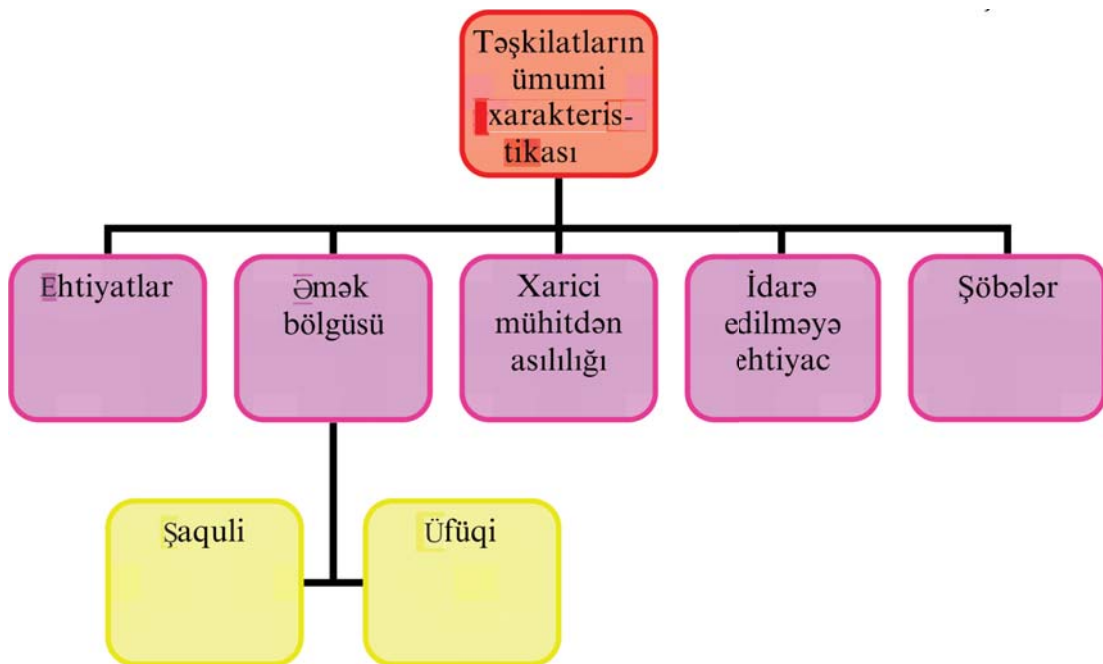 Təşkilatların
ümumi
xarakteris-
tikası
Ehtiyatlar
Əmək
bölgüsü
Xarici
mühitdən
asılılığı
İdarə
edilməyə
ehtiyac
Şöbələr
Şaquli
Üfüqi